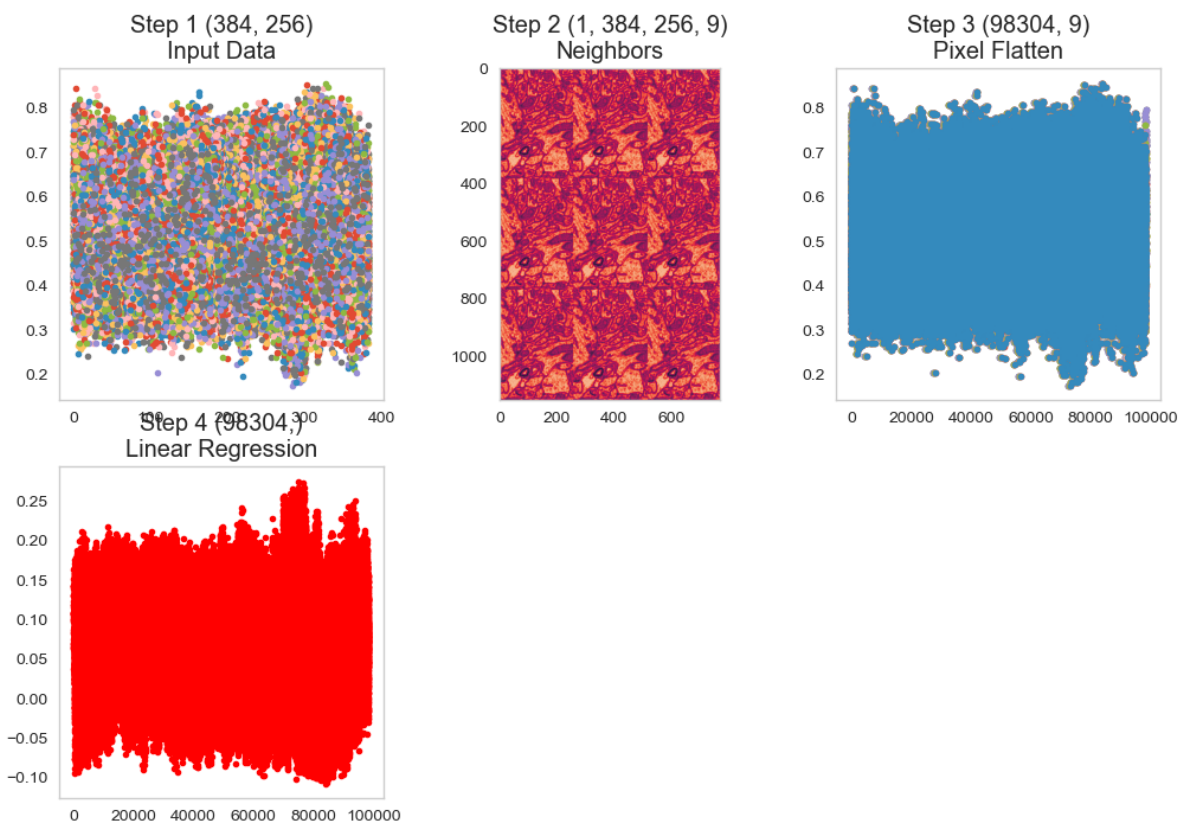 Step 1 (384, 256)
Input Data
0.8
0.7
0.6
0.5
0.4
0.3
0.2
0 100 200 300 400
Step 2 (1, 384, 256, 9)
Neighbors
0
200
400
600
800
1000
0 200 400 600
Step 3 (98304, 9)
Pixel Flatten
0.8
0.7
0.6
0.5
0.4
0.3
0.2
0 20000 40000 60000 80000 100000
Step 4 (98304,)
Linear Regression
0.25
0.20
0.15
0.10
0.05
0.00
−0.05
−0.10
0 20000 40000 60000 80000 100000